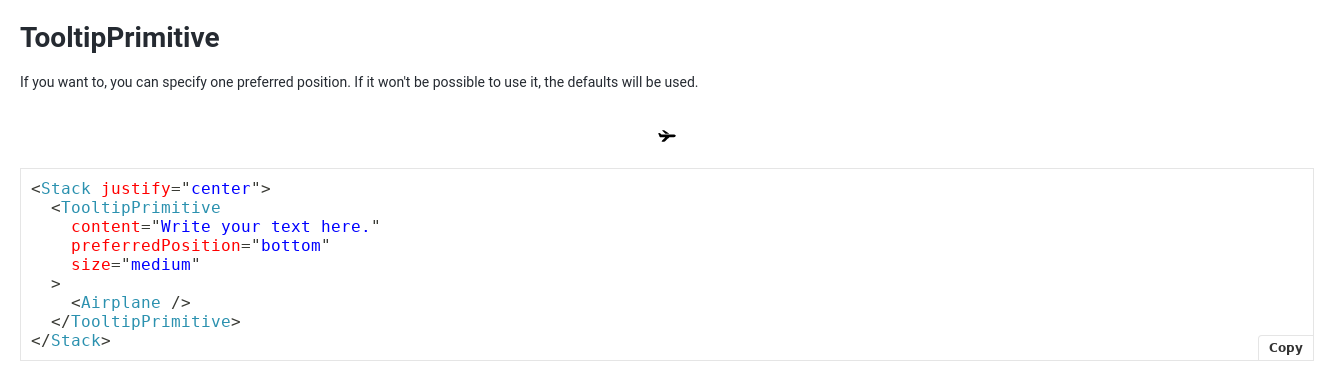 TooltipPrimitive
If you want to, you can specify one preferred position. If it won't be possible to use it, the defaults will be used.
<Stack justify="center">
  <TooltipPrimitive
    content="Write your text here."
    preferredPosition="bottom"
    size="medium"
  >
    <Airplane />
  </TooltipPrimitive>
</Stack>
Copy